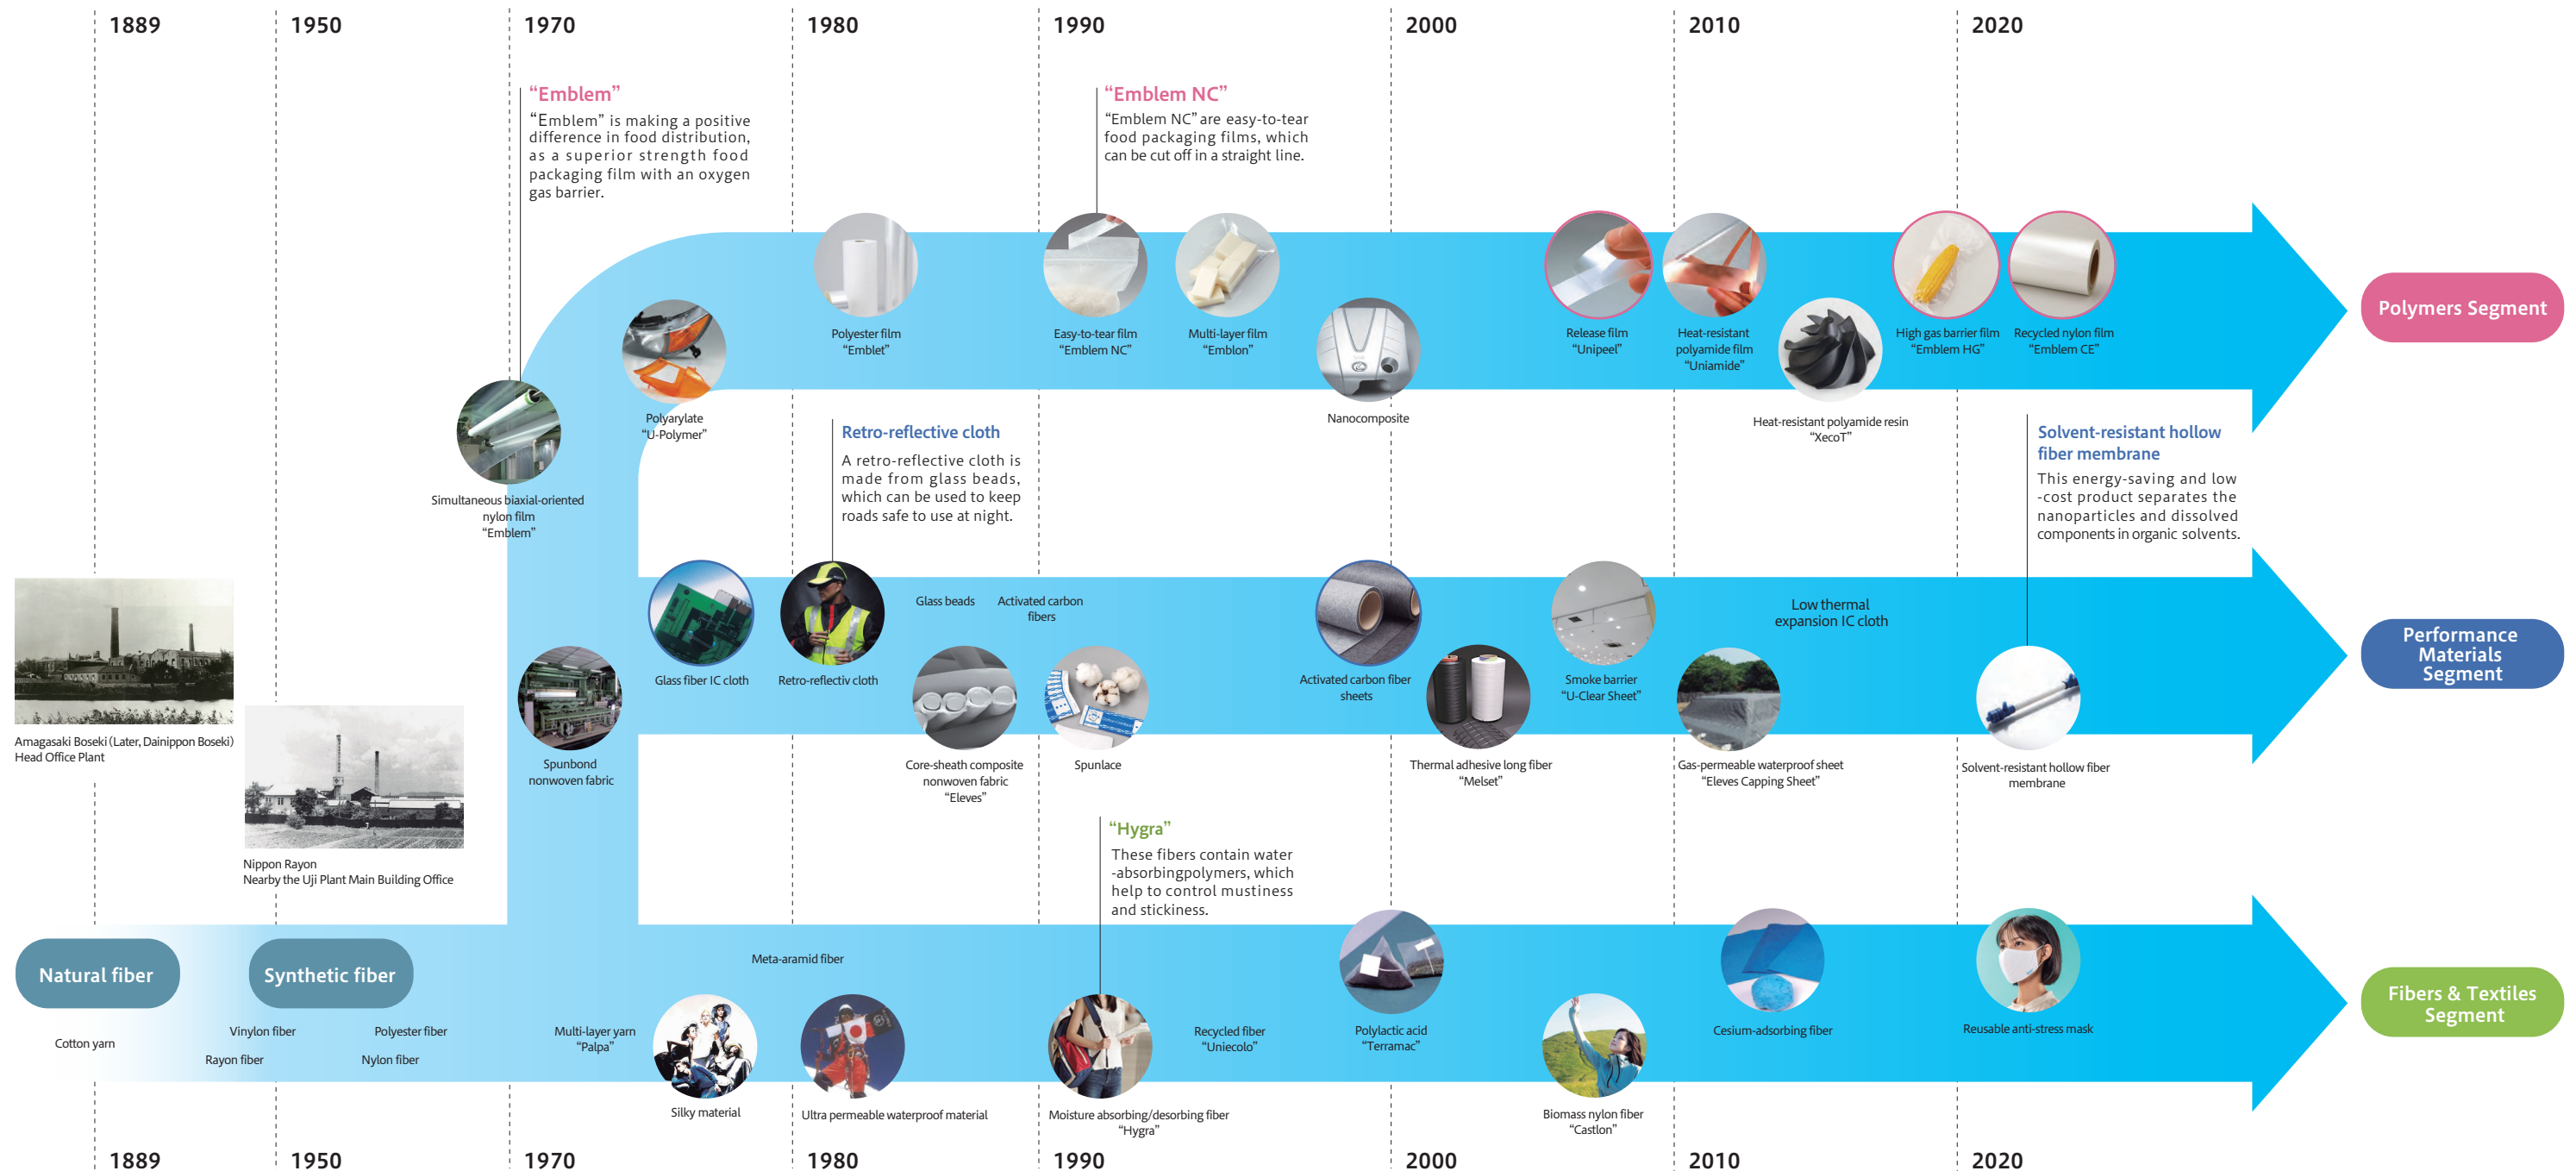 1889
1950
1970
1980
1990
2000
2010
2020
“Emblem”
“Emblem” is making a positive
difference in food distribution,
as a superior strength food
packaging film with an oxygen
gas barrier.
“Emblem NC”
“Emblem NC” are easy-to-tear
food packaging films, which
can be cut off in a straight line.
Polyester film
“Emblet”
Easy-to-tear film
“Emblem NC”
Multi-layer film
“Emblon”
Release film
“Unipeel”
Heat-resistant
polyamide film
“Uniamide”
High gas barrier film
“Emblem HG”
Recycled nylon film
“Emblem CE”
Polymers Segment
Polyarylate
“U-Polymer”
Nanocomposite
Heat-resistant polyamide resin
“XecoT”
Simultaneous biaxial-oriented
nylon film
“Emblem”
Retro-reflective cloth
A retro-reflective cloth is
made from glass beads,
which can be used to keep
roads safe to use at night.
Solvent-resistant hollow
fiber membrane
This energy-saving and low
-cost product separates the
nanoparticles and dissolved
components in organic solvents.
Glass beads
Activated carbon
fibers
Low thermal
expansion IC cloth
Performance
Materials
Segment
Glass fiber IC cloth
Retro-reflectiv cloth
Activated carbon fiber
sheets
Smoke barrier
“U-Clear Sheet”
Amagasaki Boseki (Later, Dainippon Boseki)
Head Office Plant
Spunbond
nonwoven fabric
Core-sheath composite
nonwoven fabric
“Eleves”
Spunlace
Thermal adhesive long fiber
“Melset”
Gas-permeable waterproof sheet
“Eleves Capping Sheet”
Solvent-resistant hollow fiber
membrane
Nippon Rayon
Nearby the Uji Plant Main Building Office
“Hygra”
These fibers contain water
-absorbingpolymers, which
help to control mustiness
and stickiness.
Natural fiber
Synthetic fiber
Meta-aramid fiber
Fibers & Textiles
Segment
Cotton yarn
Vinylon fiber
Rayon fiber
Polyester fiber
Nylon fiber
Multi-layer yarn
“Palpa”
Recycled fiber
“Uniecolo”
Polylactic acid
“Terramac”
Cesium-adsorbing fiber
Reusable anti-stress mask
Silky material
Ultra permeable waterproof material
Moisture absorbing/desorbing fiber
“Hygra”
Biomass nylon fiber
“Castlon”
1889
1950
1970
1980
1990
2000
2010
2020